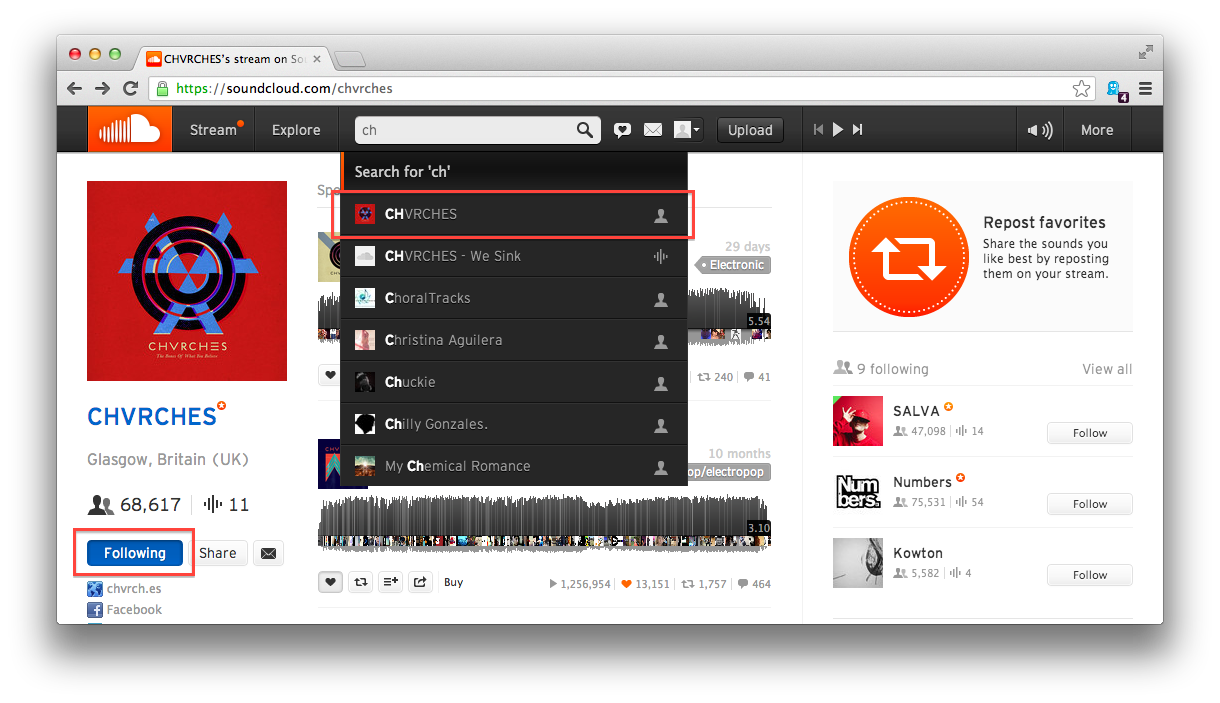 CHVRCHES's stream on Sou
https://soundcloud.com/chvrches
4
Stream
Explore
ch
Upload
More
Search for 'ch'
CHVRCHES
CHVRCHES - We Sink
ChoralTracks
Christina Aguilera
Chuckie
Chilly Gonzales.
My Chemical Romance
CHVRCHES
The Bones Of What You Believe
CHVRCHES
Glasgow, Britain (UK)
68,617
11
Following
Share
chvrch.es
Facebook
Spo
29 days
Electronic
5.54
240
41
10 months
op/electropop
3.10
Buy
1,256,954
13,151
1,757
464
Repost favorites
Share the sounds you
like best by reposting
them on your stream.
9 following
View all
SALVA
47,098
14
Follow
Numbers.
Numbers
75,531
54
Follow
Kowton
5,582
4
Follow